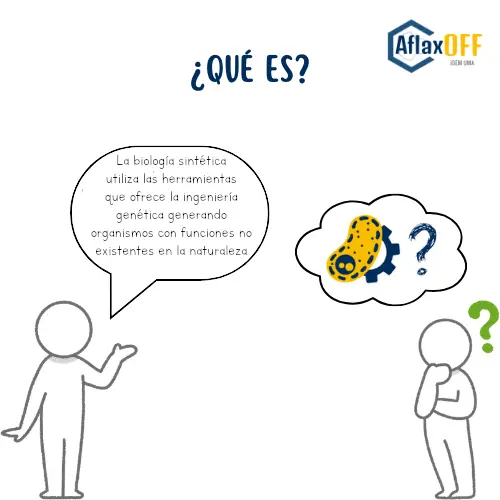 AflaxOFF
IGEM UMA
¿QUÉ ES?
La biología sintética
utiliza las herramientas
que ofrece la ingeniería
genética generando
organismos con funciones no
existentes en la naturaleza
?
?